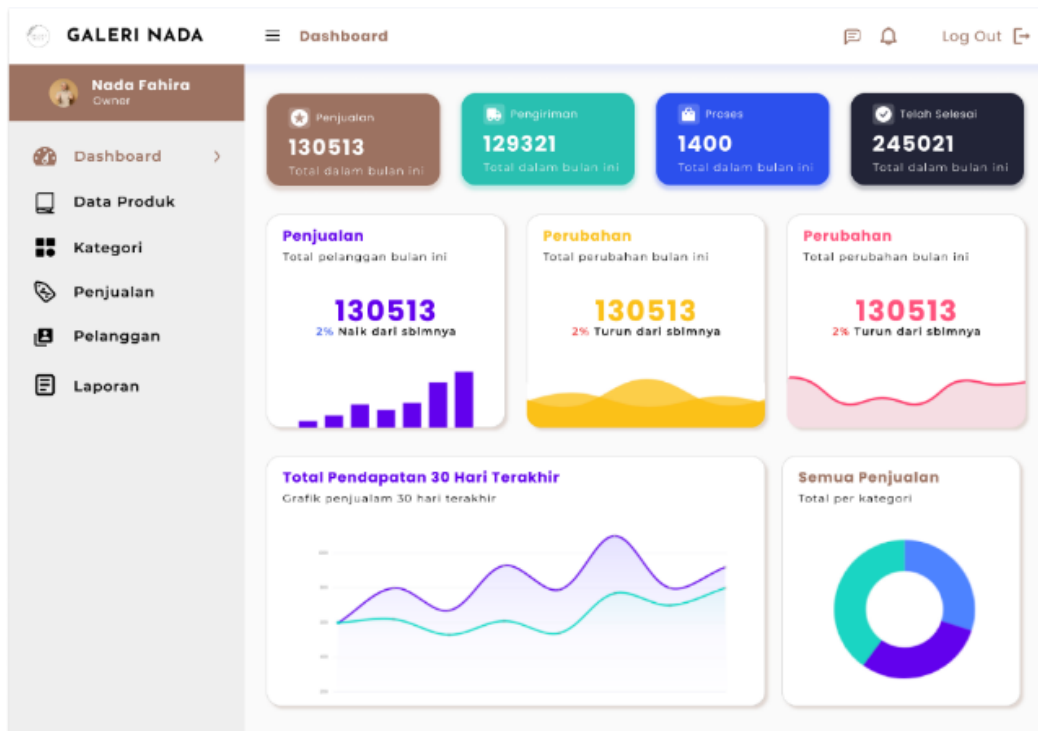 GALERI NADA
Dashboard
Log Out
Nada Fahira
Owner
Dashboard
Data Produk
Kategori
Penjualan
Pelanggan
Laporan
Penjualan
130513
Total dalam bulan ini
Pengiriman
129321
Total dalam bulan ini
Proses
1400
Total dalam bulan ini
Telah Selesai
245021
Total dalam bulan ini
Penjualan
Total pelanggan bulan ini
130513
2% Naik dari sblmnya
Perubahan
Total perubahan bulan ini
130513
2% Turun dari sblmnya
Perubahan
Total perubahan bulan ini
130513
2% Turun dari sblmnya
Total Pendapatan 30 Hari Terakhir
Grafik penjualam 30 hari terakhir
Semua Penjualan
Total per kategori